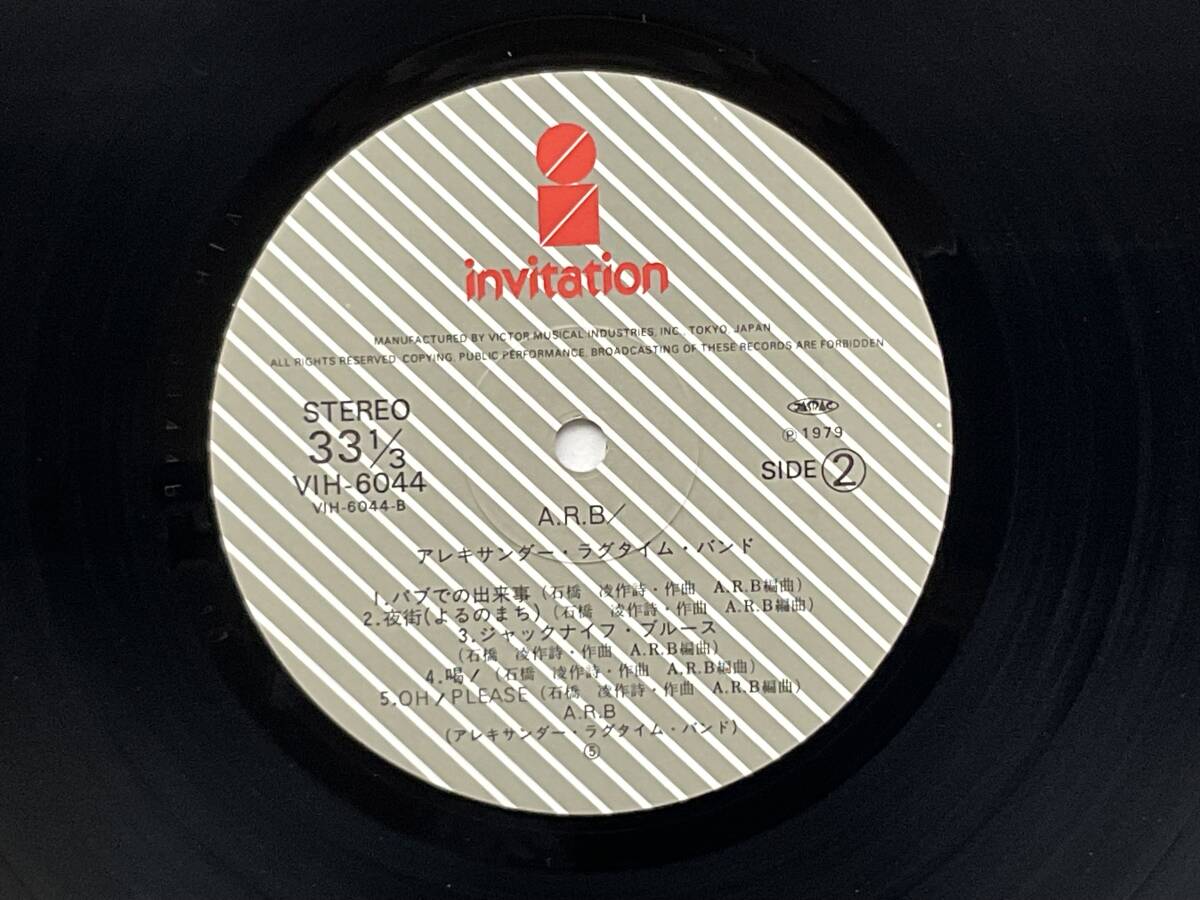 invitation
MANUFACTURED BY VICTOR MUSICAL INDUSTRIES, INC., TOKYO, JAPAN
ALL RIGHTS RESERVED. COPYING, PUBLIC PERFORMANCE, BROADCASTING OF THESE RECORDS ARE FORBIDDEN
STEREO
33 1/3
VIH-6044
VIH-6044-B
JASRAC
Ⓟ1979
SIDE ②
A.R.B/
アレキサンダー・ラグタイム・バンド
1.パブでの出来事(石橋 凌作詩・作曲 A.R.B編曲)
2.夜街(よるのまち)(石橋 凌作詩・作曲 A.R.B編曲)
3.ジャックナイフ・ブルース
(石橋 凌作詩・作曲 A.R.B編曲)
4.喝!(石橋 凌作詩・作曲 A.R.B編曲)
5.OH!PLEASE(石橋 凌作詩・作曲 A.R.B編曲)
A.R.B
(アレキサンダー・ラグタイム・バンド)
⑤